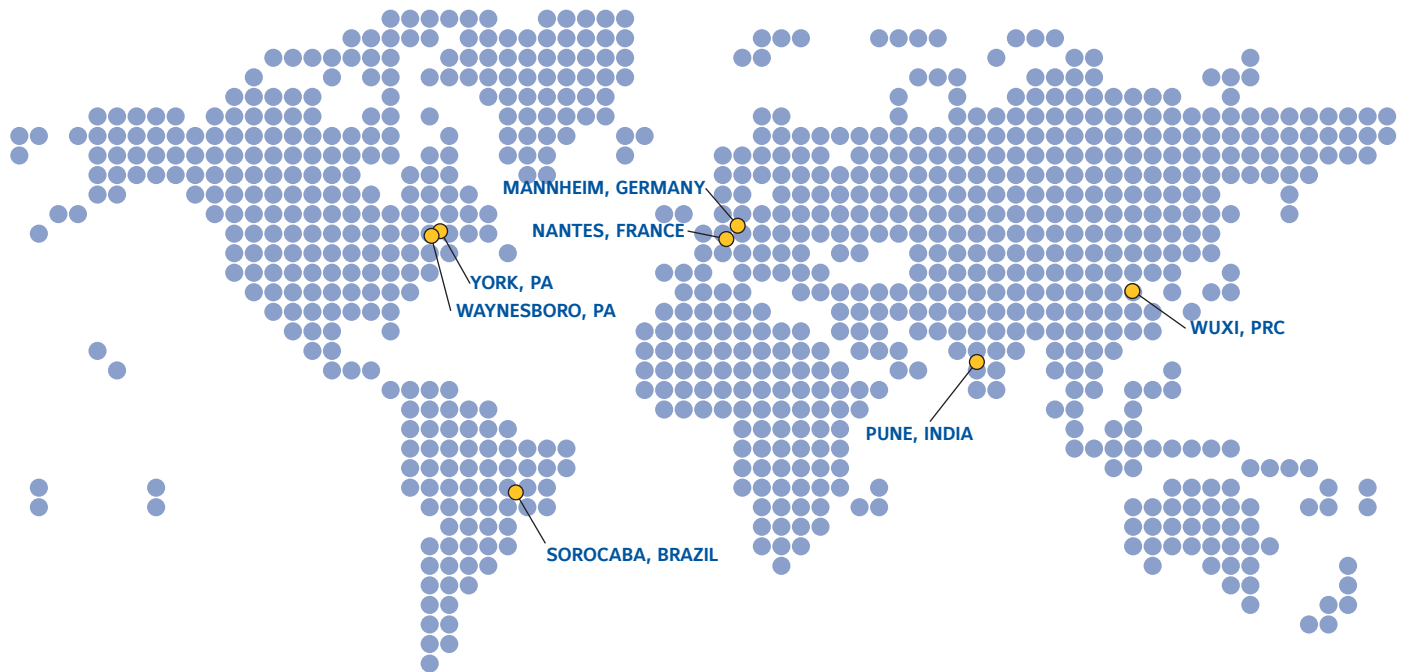 MANNHEIM, GERMANY
NANTES, FRANCE
YORK, PA
WAYNESBORO, PA
WUXI, PRC
PUNE, INDIA
SOROCABA, BRAZIL